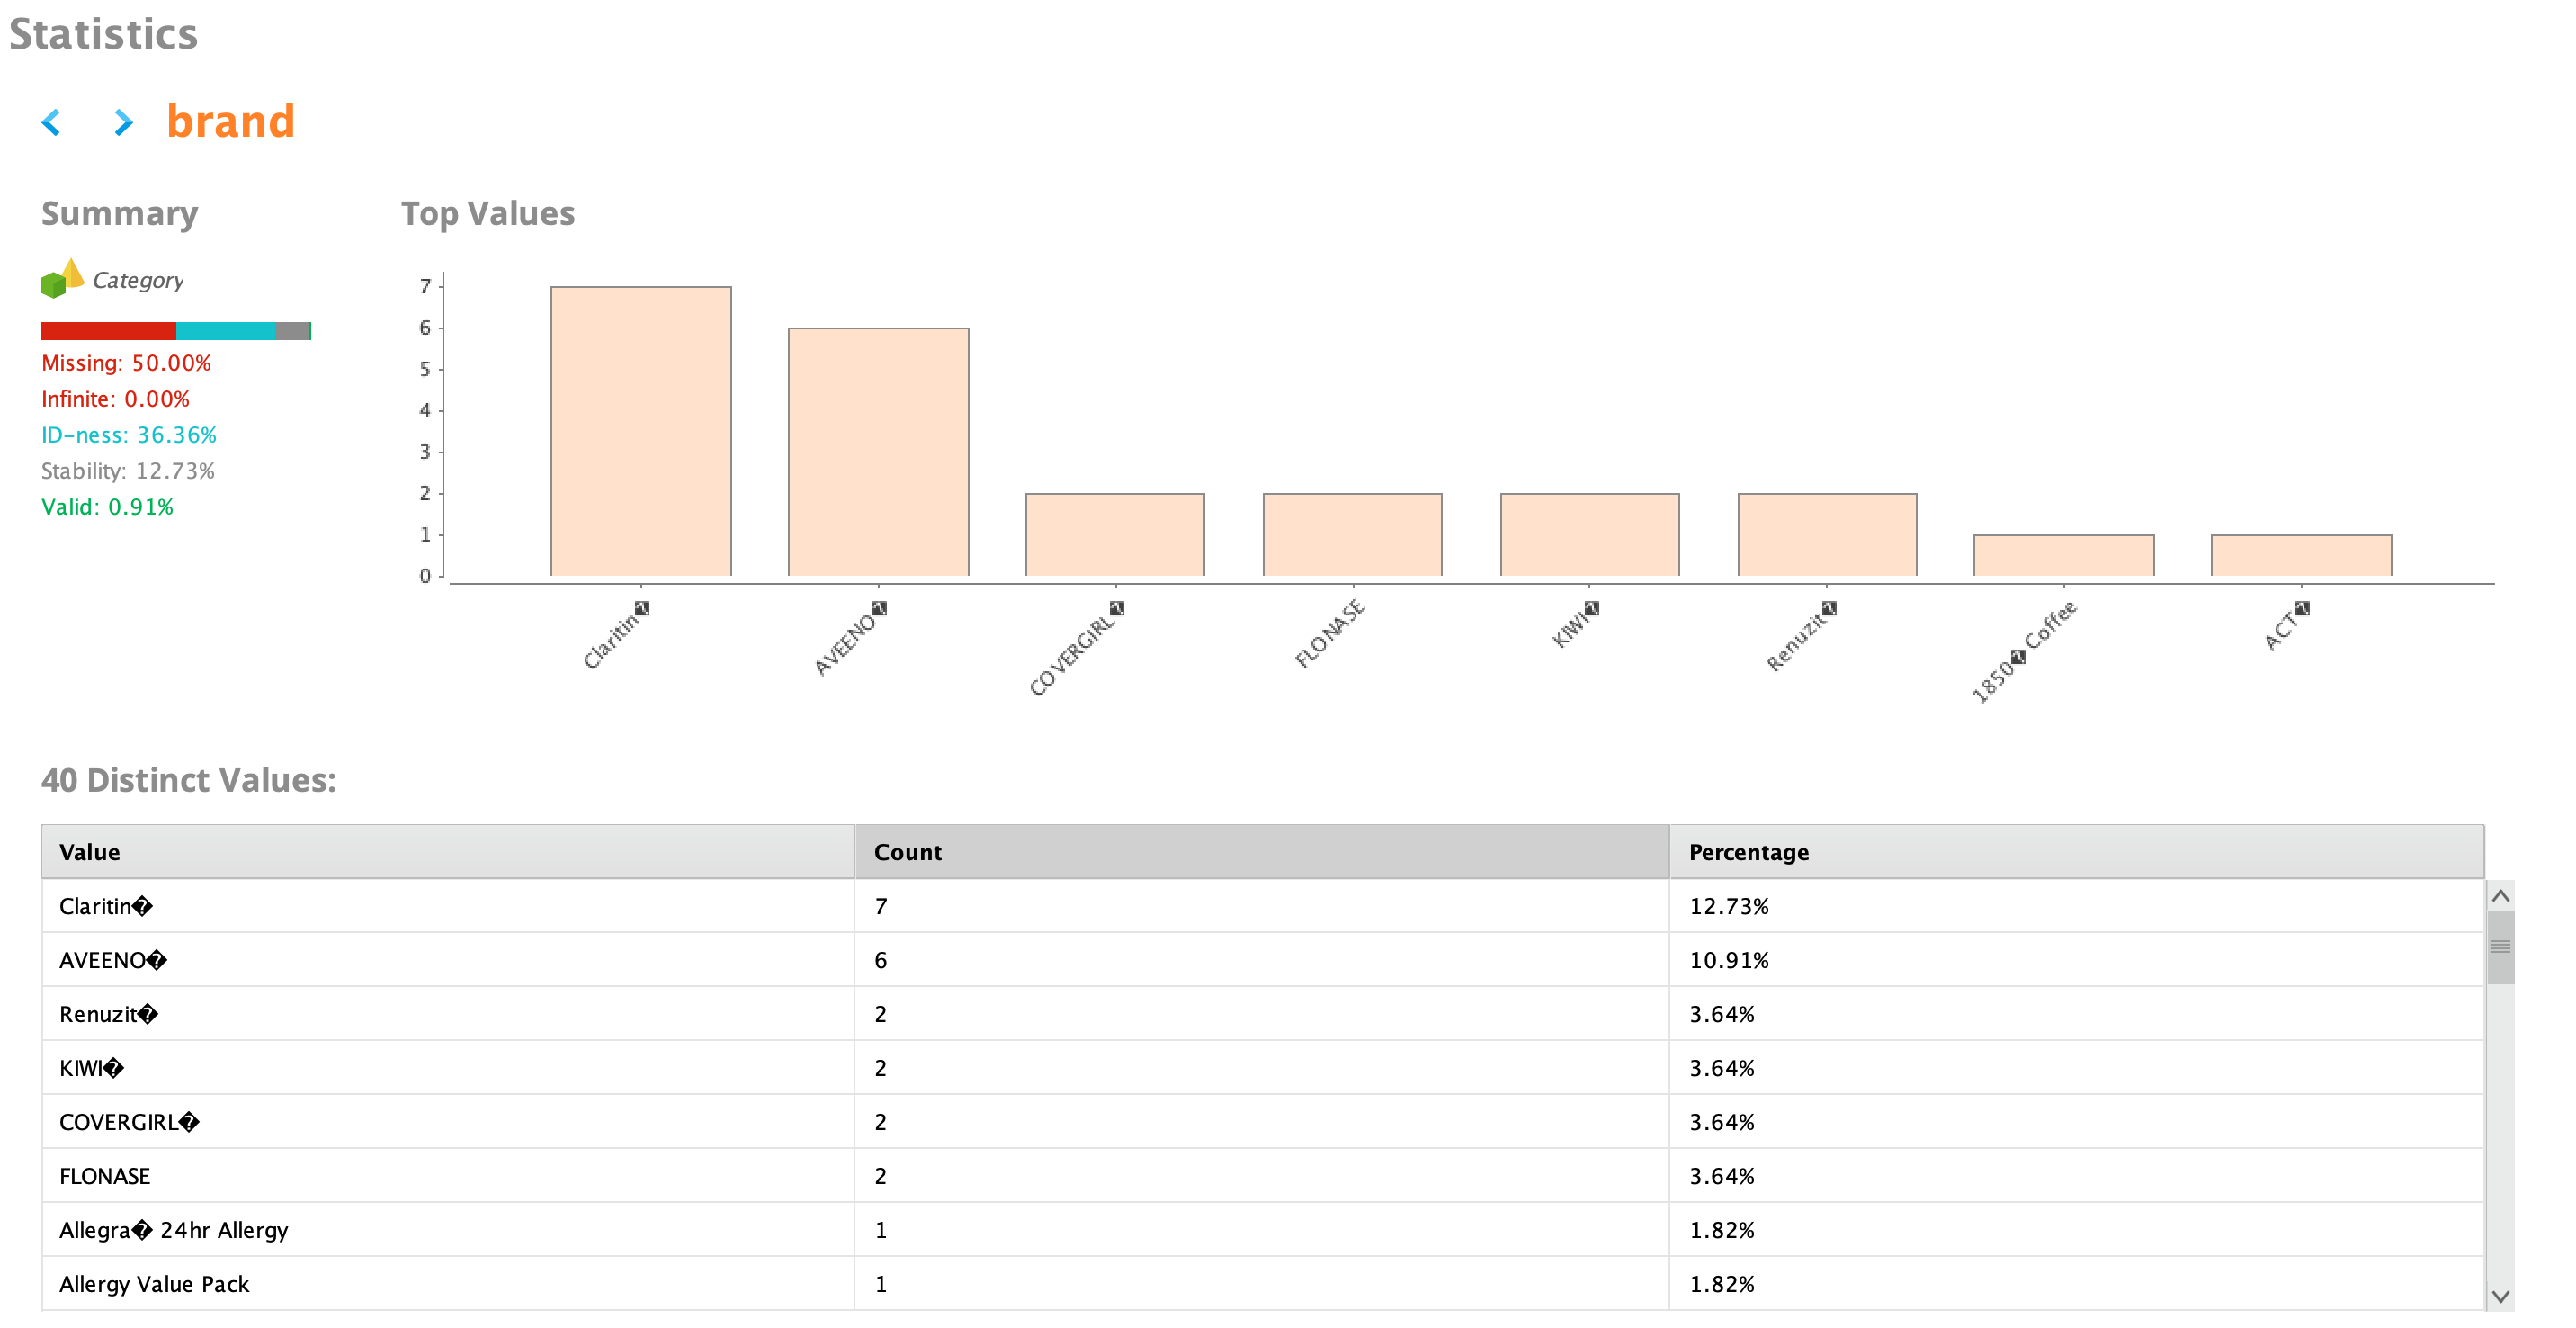 Statistics
brand
Summary
Top Values
Category
Missing: 50.00%
Infinite: 0.00%
ID-ness: 36.36%
Stability: 12.73%
Valid: 0.91%
7
6
5
4
3
2
1
0
Claritin�
AVEENO�
COVERGIRL�
FLONASE
KIWI�
Renuzit�
1850� Coffee
ACT�
40 Distinct Values:
Value Count Percentage
Claritin� 7 12.73%
AVEENO� 6 10.91%
Renuzit� 2 3.64%
KIWI� 2 3.64%
COVERGIRL� 2 3.64%
FLONASE 2 3.64%
Allegra� 24hr Allergy 1 1.82%
Allergy Value Pack 1 1.82%